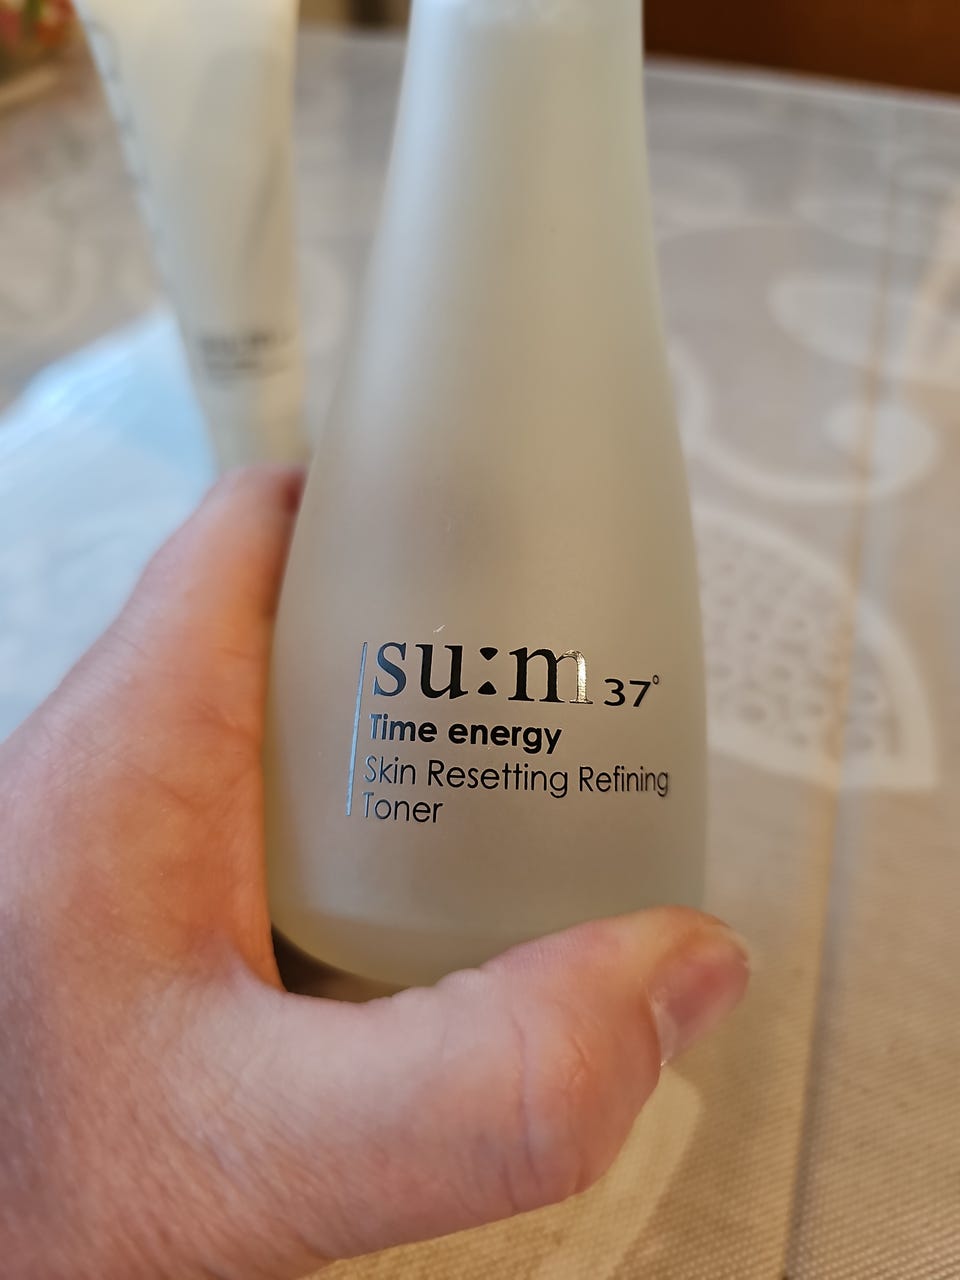 su:m 37°
Time energy
Skin Resetting Refining
Toner